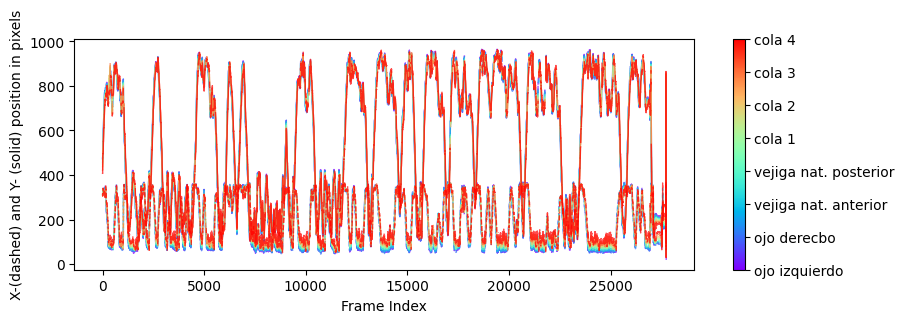 X-(dashed) and Y- (solid) position in pixels
1000
800
600
400
200
0
0 5000 10000 15000 20000 25000
Frame Index
cola 4
cola 3
cola 2
cola 1
vejiga nat. posterior
vejiga nat. anterior
ojo derecbo
ojo izquierdo